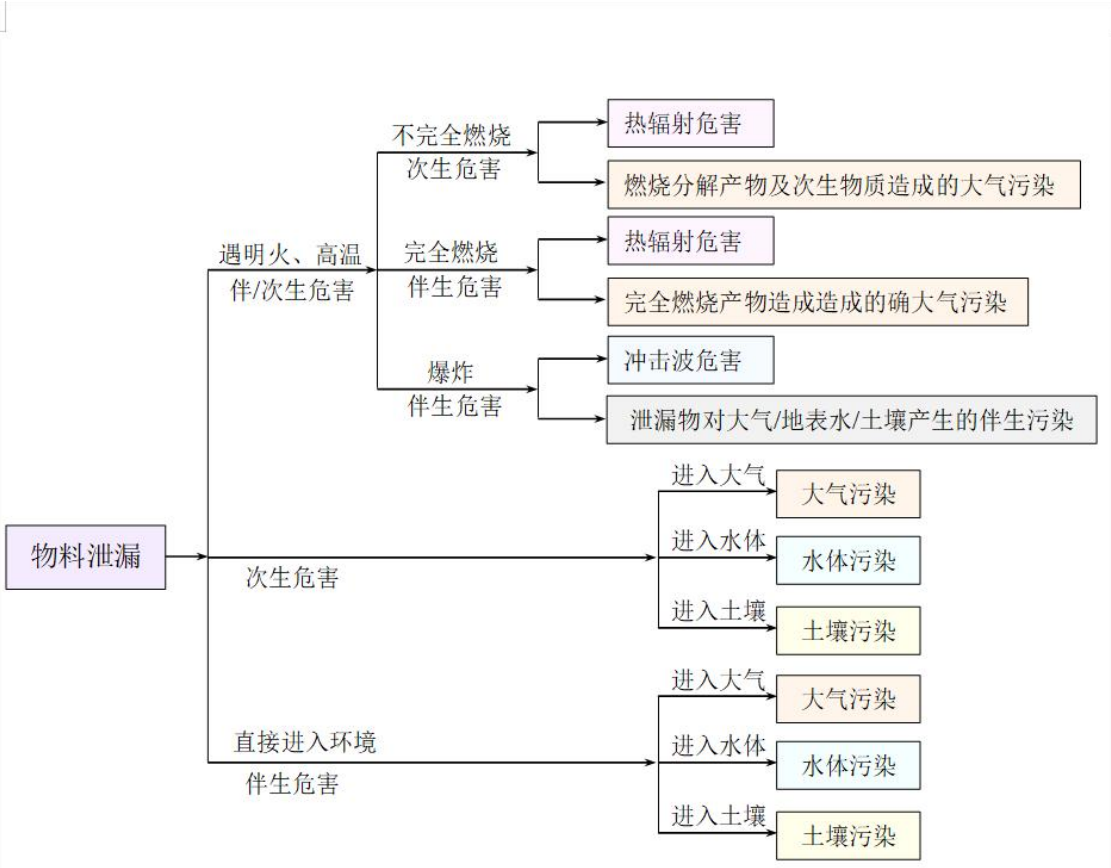 不完全燃烧
次生危害
热辐射危害
燃烧分解产物及次生物质造成的大气污染
遇明火、高温
伴/次生危害
完全燃烧
伴生危害
热辐射危害
完全燃烧产物造成造成的确大气污染
爆炸
伴生危害
冲击波危害
泄漏物对大气/地表水/土壤产生的伴生污染
物料泄漏
次生危害
进入大气
大气污染
进入水体
水体污染
进入土壤
土壤污染
直接进入环境
伴生危害
进入大气
大气污染
进入水体
水体污染
进入土壤
土壤污染